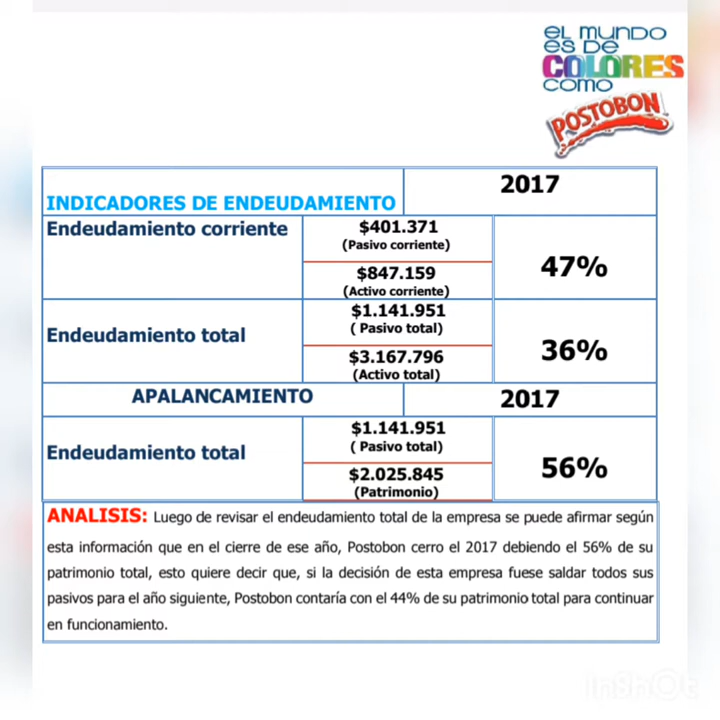 EL MUNDO
ES DE
COLORES
COMO
POSTOBON
INDICADORES DE ENDEUDAMIENTO 2017
Endeudamiento corriente $401.371
(Pasivo corriente)
$847.159
(Activo corriente)
47%
Endeudamiento total $1.141.951
( Pasivo total)
$3.167.796
(Activo total)
36%
APALANCAMIENTO 2017
Endeudamiento total $1.141.951
( Pasivo total)
$2.025.845
(Patrimonio)
56%
ANALISIS: Luego de revisar el endeudamiento total de la empresa se puede afirmar según
esta información que en el cierre de ese año, Postobon cerro el 2017 debiendo el 56% de su
patrimonio total, esto quiere decir que, si la decisión de esta empresa fuese saldar todos sus
pasivos para el año siguiente, Postobon contaría con el 44% de su patrimonio total para continuar
en funcionamiento.
InShOt